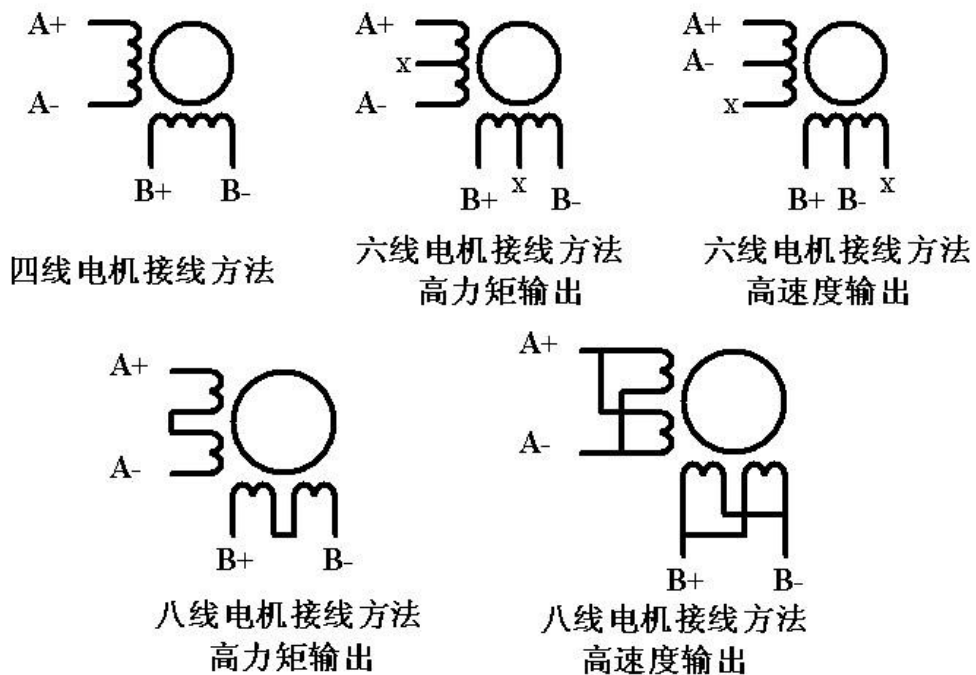 A+ A+ A+
x A-
A- A- x
B+ B- B+ x B- B+ B- x
四线电机接线方法 六线电机接线方法 六线电机接线方法
高力矩输出 高速度输出
A+ A+
A- A-
B+ B- B+ B-
八线电机接线方法 八线电机接线方法
高力矩输出 高速度输出